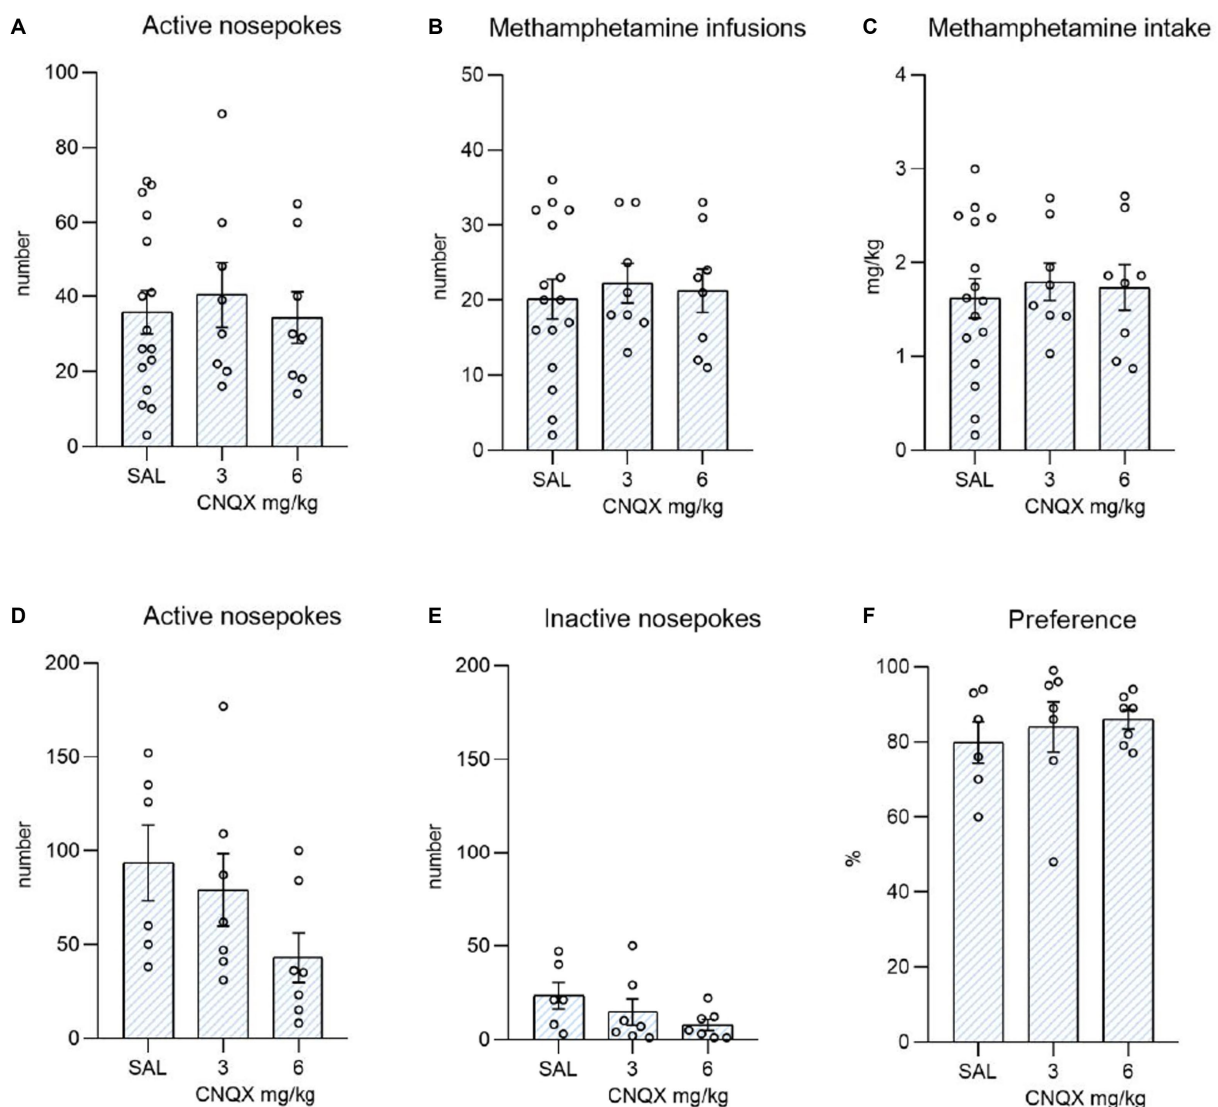 A Active nosepokes
100
80
60
40
20
0
number
SAL 3 6
CNQX mg/kg
B Methamphetamine infusions
50
40
30
20
10
0
number
SAL 3 6
CNQX mg/kg
C Methamphetamine intake
4
3
2
1
0
mg/kg
SAL 3 6
CNQX mg/kg
D Active nosepokes
200
150
100
50
0
number
SAL 3 6
CNQX mg/kg
E Inactive nosepokes
200
150
100
50
0
number
SAL 3 6
CNQX mg/kg
F Preference
100
80
60
40
20
0
%
SAL 3 6
CNQX mg/kg